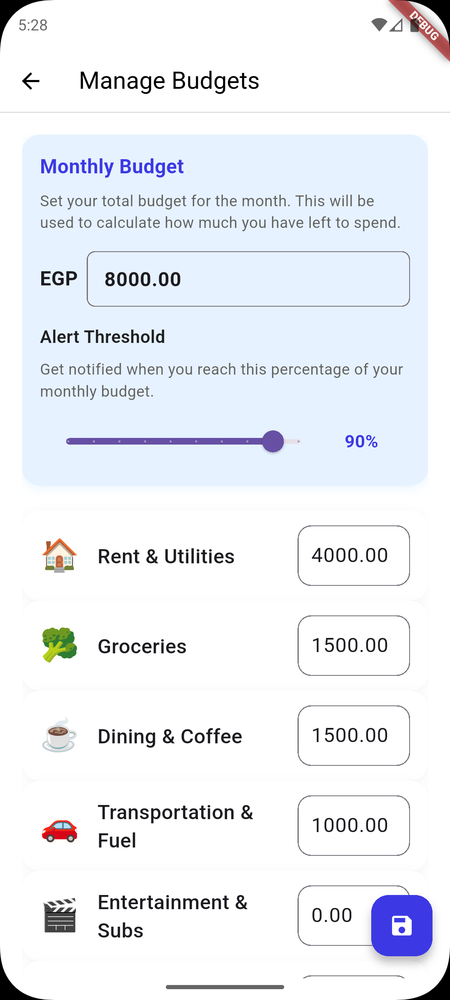 5:28
DEBUG
Manage Budgets
Monthly Budget
Set your total budget for the month. This will be
used to calculate how much you have left to spend.
EGP 8000.00
Alert Threshold
Get notified when you reach this percentage of your
monthly budget.
90%
Rent & Utilities 4000.00
Groceries 1500.00
Dining & Coffee 1500.00
Transportation &
Fuel
1000.00
Entertainment &
Subs
0.00